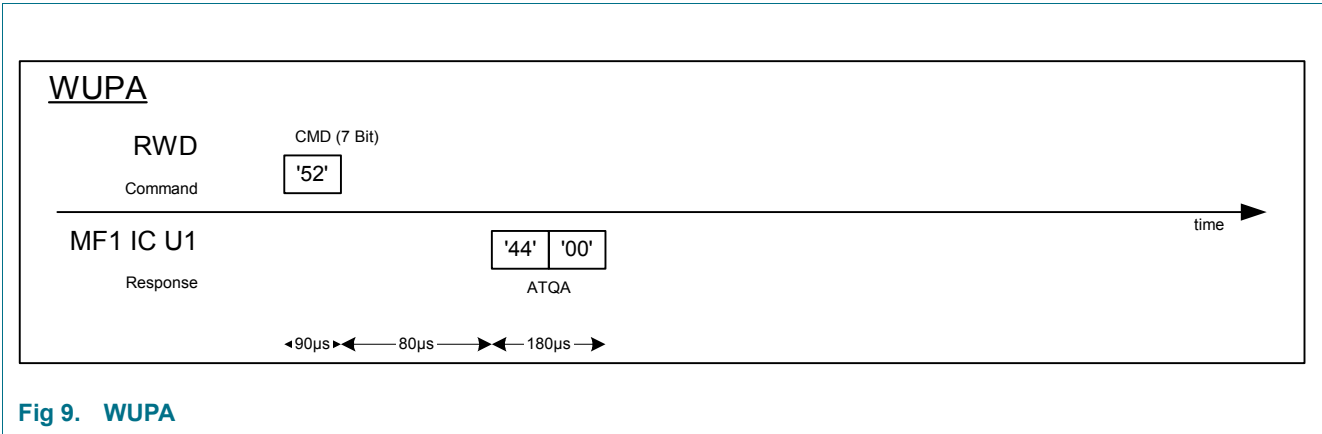 WUPA
RWD
CMD (7 Bit)
'52'
Command
time
MF1 IC U1
'44' '00'
Response
ATQA
90µs 80µs 180µs
Fig 9. WUPA